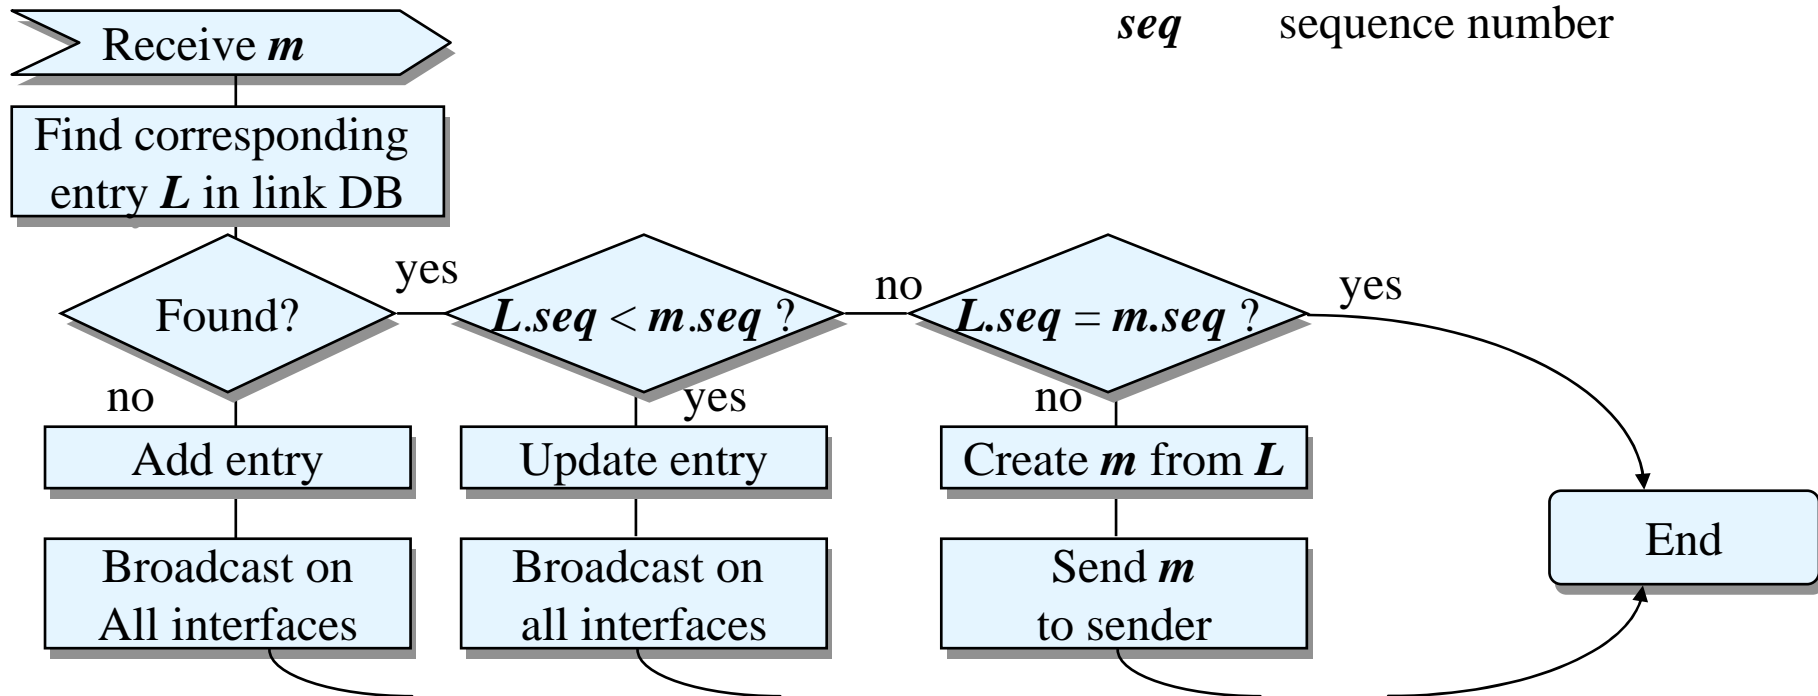 seq sequence number
Receive m
Find corresponding
entry L in link DB
Found?
yes
L.seq < m.seq ?
no
L.seq = m.seq ?
yes
no
yes
no
Add entry
Update entry
Create m from L
Broadcast on
All interfaces
Broadcast on
all interfaces
Send m
to sender
End